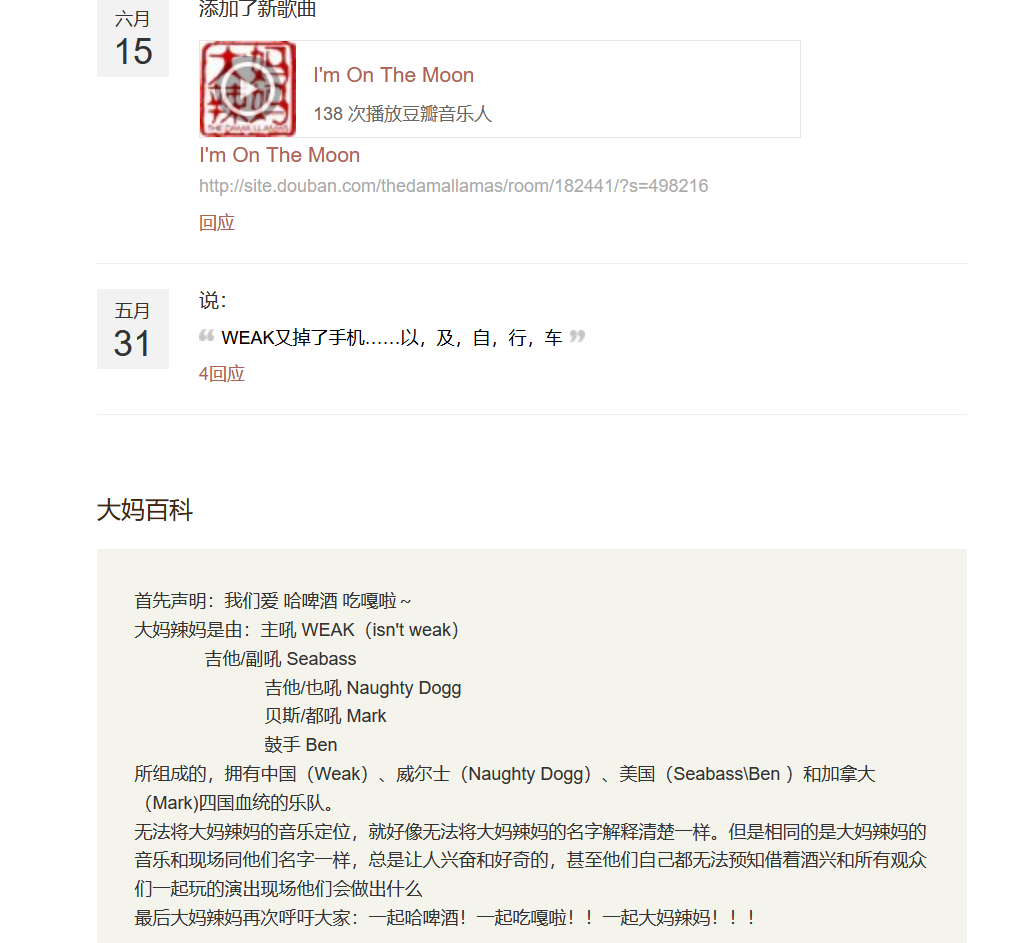 六月
15
添加了新歌曲
I'm On The Moon
138 次播放豆瓣音乐人
THE DAMA LLAMAS
I'm On The Moon
http://site.douban.com/thedamallamas/room/182441/?s=498216
回应
五月
31
说：
“ WEAK又掉了手机……以，及，自，行，车 ”
4回应
大妈百科
首先声明：我们爱 哈啤酒 吃嘎啦～
大妈辣妈是由：主吼 WEAK（isn't weak）
吉他/副吼 Seabass
吉他/也吼 Naughty Dogg
贝斯/都吼 Mark
鼓手 Ben
所组成的，拥有中国（Weak）、威尔士（Naughty Dogg）、美国（Seabass\Ben ）和加拿大
（Mark)四国血统的乐队。
无法将大妈辣妈的音乐定位，就好像无法将大妈辣妈的名字解释清楚一样。但是相同的是大妈辣妈的
音乐和现场同他们名字一样，总是让人兴奋和好奇的，甚至他们自己都无法预知借着酒兴和所有观众
们一起玩的演出现场他们会做出什么
最后大妈辣妈再次呼吁大家：一起哈啤酒！一起吃嘎啦！！一起大妈辣妈！！！